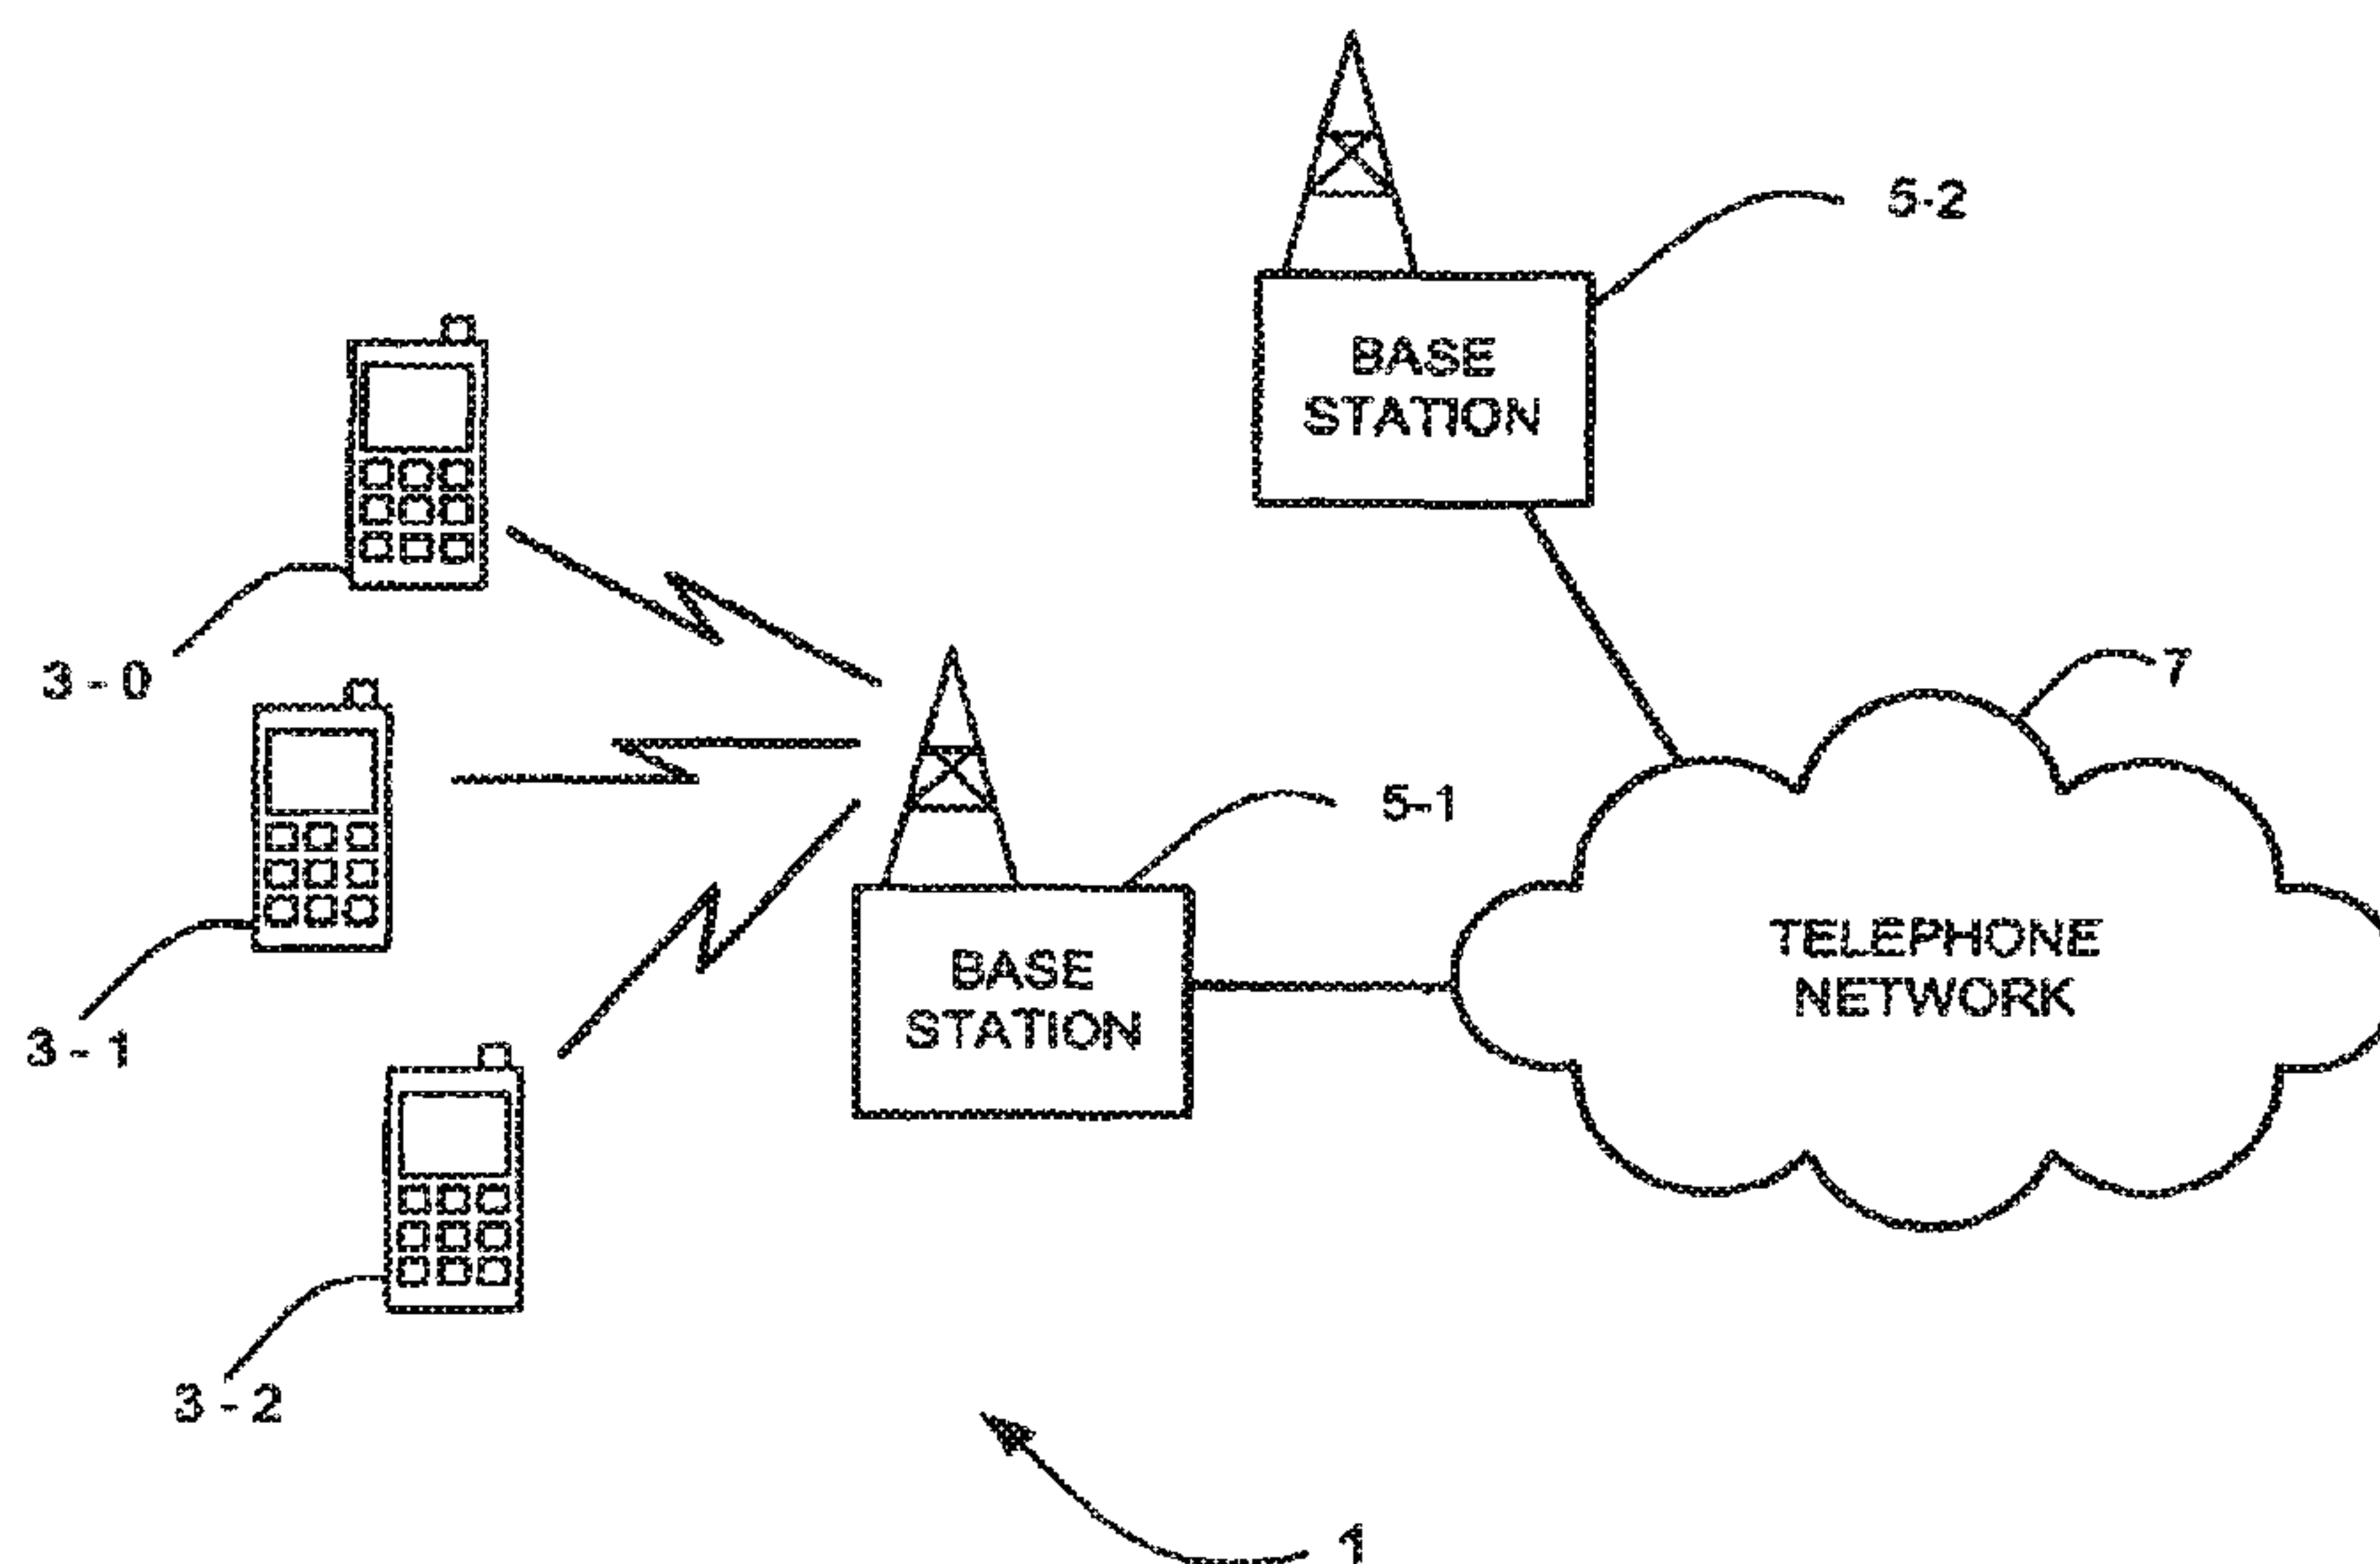 5-2
BASE
STATION
3 - 0
7
5-1
TELEPHONE
NETWORK
BASE
STATION
3 - 1
3 - 2
1